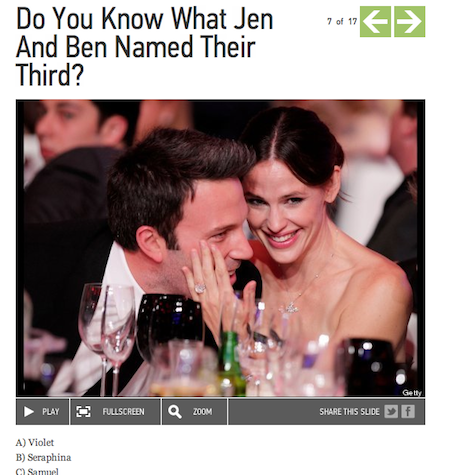 Do You Know What Jen
And Ben Named Their
Third?
7 of 17
Getty
PLAY
FULLSCREEN
ZOOM
SHARE THIS SLIDE
A) Violet
B) Seraphina
C) Samuel